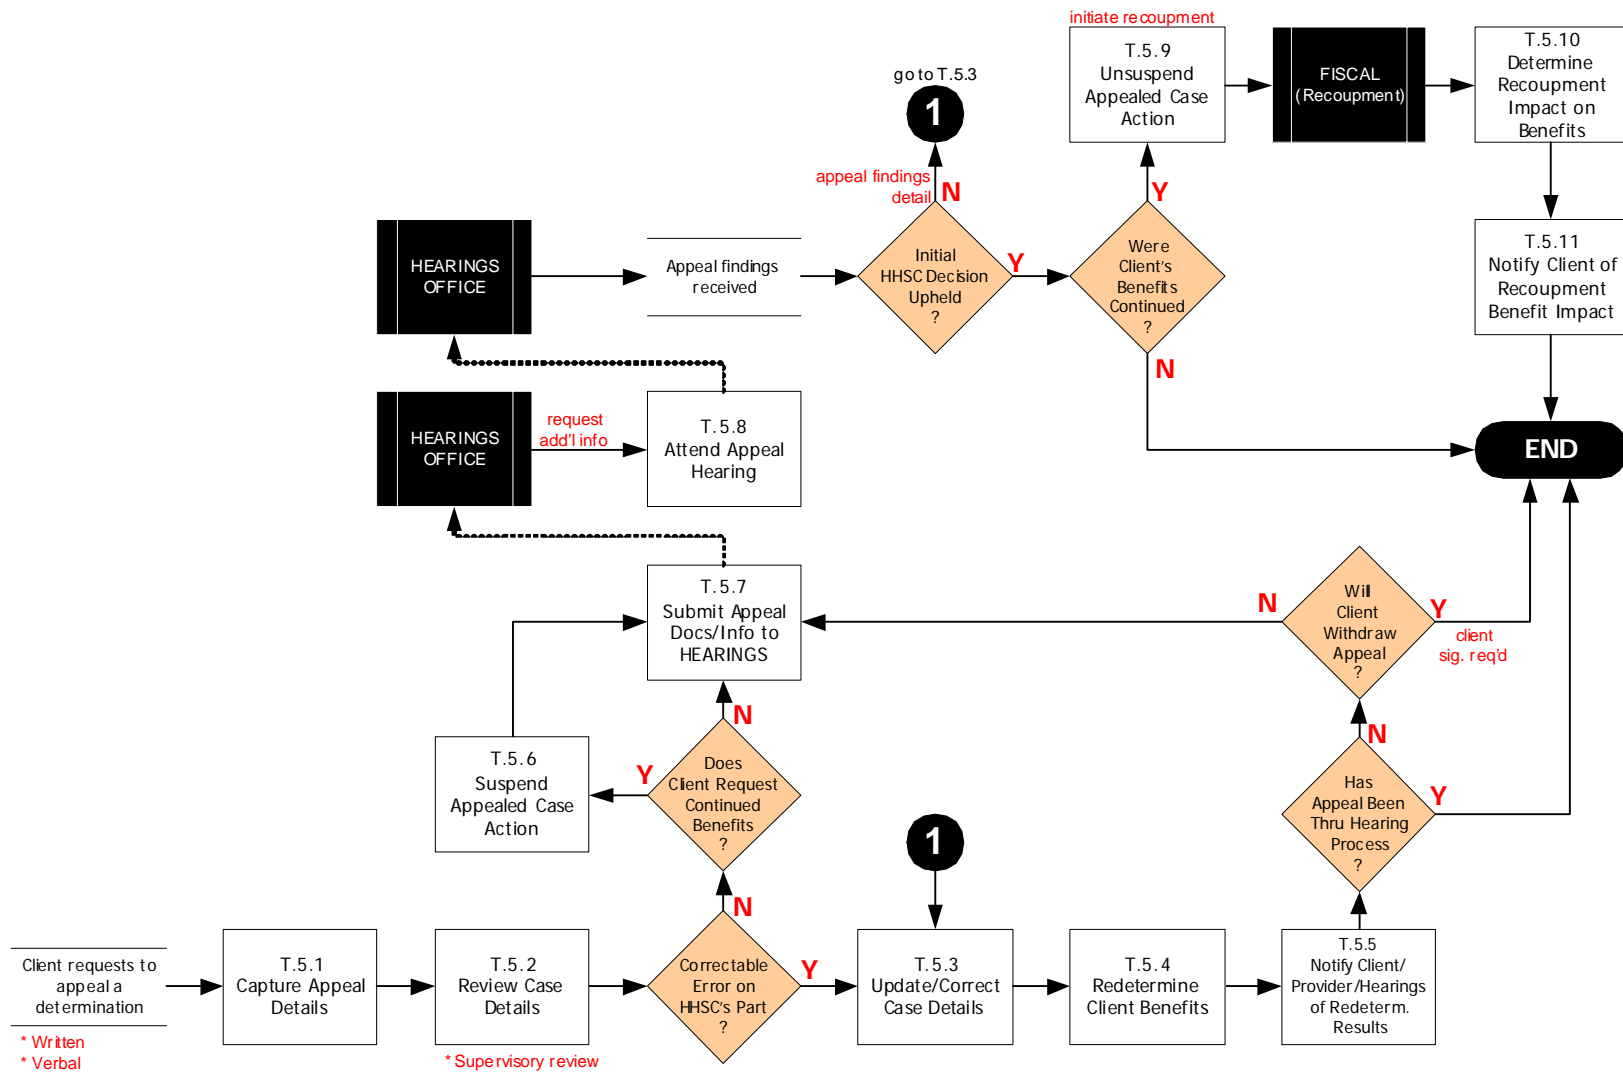 initiate recoupment
T.5.9
Unsuspend
Appealed Case
Action
FISCAL
(Recoupment)
T.5.10
Determine
Recoupment
Impact on
Benefits
go to T.5.3
1
appeal findings
detail
N
Y
HEARINGS
OFFICE
Appeal findings
received
Initial
HHSC Decision
Upheld
?
Y
Were
Client's
Benefits
Continued
?
N
T.5.11
Notify Client of
Recoupment
Benefit Impact
HEARINGS
OFFICE
request
add'l info
T.5.8
Attend Appeal
Hearing
END
T.5.7
Submit Appeal
Docs/Info to
HEARINGS
N
Will
Client
Withdraw
Appeal
?
Y
client
sig. req'd
N
N
T.5.6
Suspend
Appealed Case
Action
Y
Does
Client Request
Continued
Benefits
?
1
Has
Appeal Been
Thru Hearing
Process
?
Y
N
Client requests to
appeal a
determination
* Written
* Verbal
T.5.1
Capture Appeal
Details
T.5.2
Review Case
Details
* Supervisory review
Correctable
Error on
HHSC's Part
?
Y
T.5.3
Update/Correct
Case Details
T.5.4
Redetermine
Client Benefits
T.5.5
Notify Client/
Provider/Hearings
of Redeterm.
Results